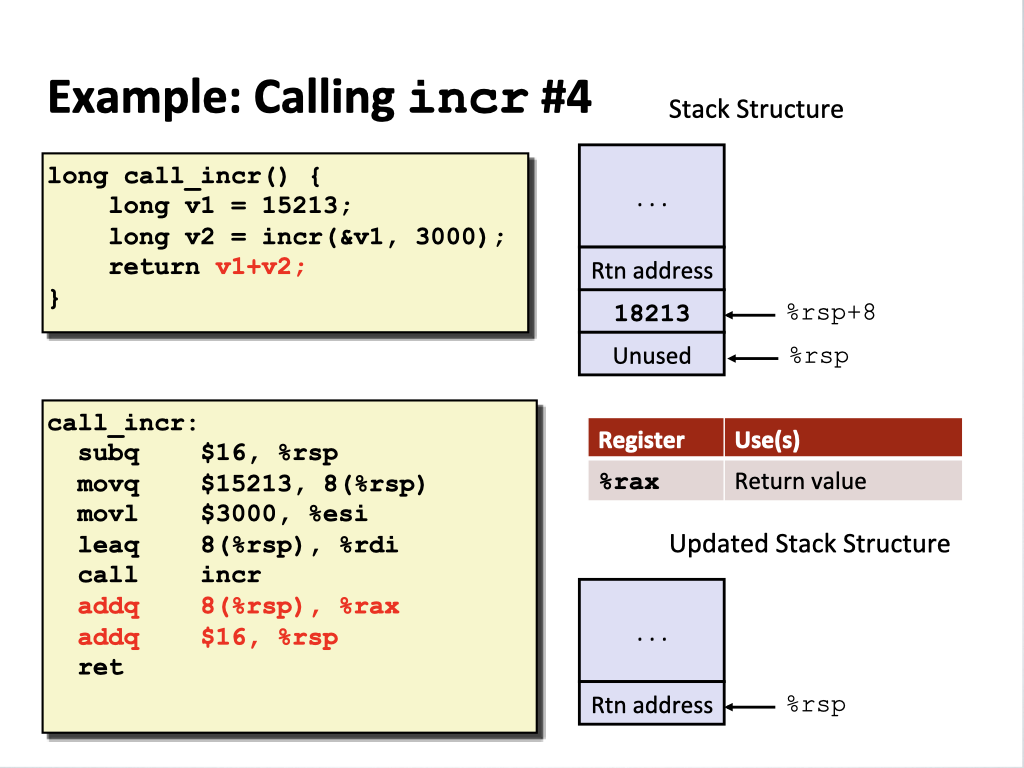 Example: Calling incr #4
Stack Structure
long call_incr() {
    long v1 = 15213;
    long v2 = incr(&v1, 3000);
    return v1+v2;
}
...
Rtn address
18213 %rsp+8
Unused %rsp
call_incr:
  subq    $16, %rsp
  movq    $15213, 8(%rsp)
  movl    $3000, %esi
  leaq    8(%rsp), %rdi
  call    incr
  addq    8(%rsp), %rax
  addq    $16, %rsp
  ret
Register Use(s)
%rax Return value
Updated Stack Structure
...
Rtn address %rsp